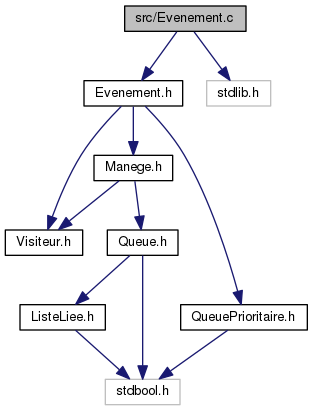 src/Evenement.c
Evenement.h
stdlib.h
Manege.h
Visiteur.h
Queue.h
ListeLiee.h
QueuePrioritaire.h
stdbool.h